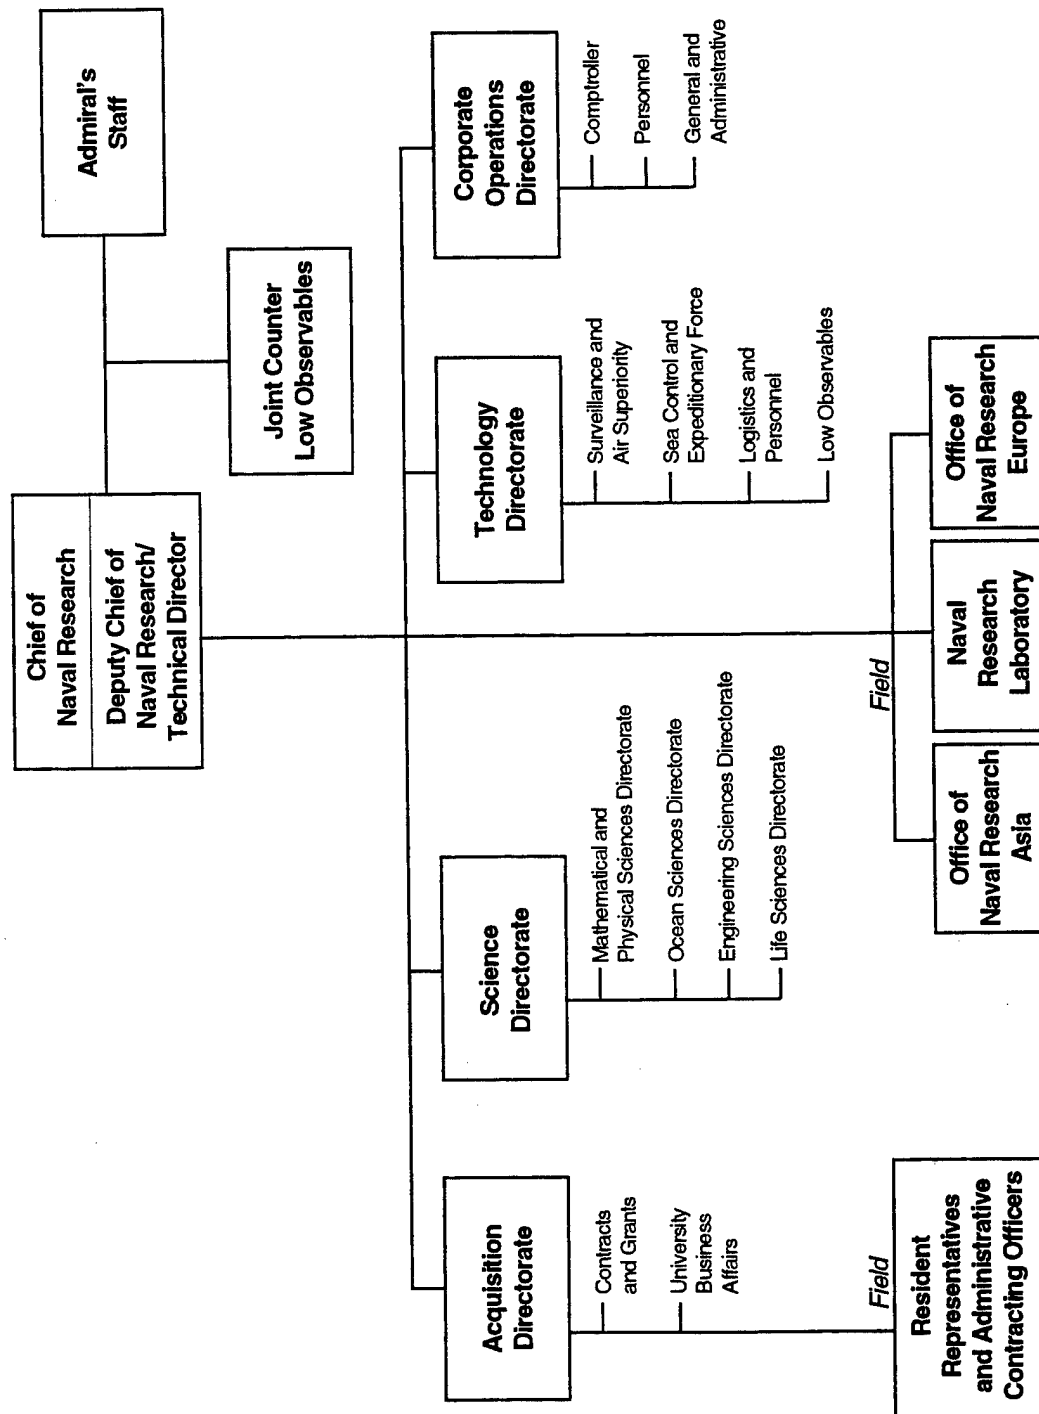 Chief of
Naval Research
Deputy Chief of
Naval Research/
Technical Director
Admiral's
Staff
Joint Counter
Low Observables
Acquisition
Directorate
Contracts
and Grants
University
Business
Affairs
Field
Resident
Representatives
and Administrative
Contracting Officers
Science
Directorate
Mathematical and
Physical Sciences Directorate
Ocean Sciences Directorate
Engineering Sciences Directorate
Life Sciences Directorate
Technology
Directorate
Surveillance and
Air Superiority
Sea Control and
Expeditionary Force
Logistics and
Personnel
Low Observables
Corporate
Operations
Directorate
Comptroller
Personnel
General and
Administrative
Field
Office of
Naval Research
Asia
Naval
Research
Laboratory
Office of
Naval Research
Europe